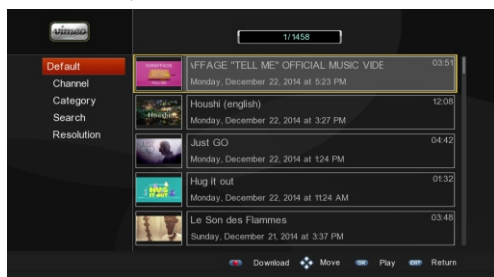 vimeo
1/1458
Default
Channel
Category
Search
Resolution
\FFAGE "TELL ME" OFFICIAL MUSIC VIDE
03:51
Monday, December 22, 2014 at 5:23 PM
Houshi (english)
12:08
Monday, December 22, 2014 at 3:27 PM
Just GO
04:42
Monday, December 22, 2014 at 1:24 PM
Hug it out
01:32
Monday, December 22, 2014 at 11:24 AM
Le Son des Flammes
03:48
Sunday, December 21, 2014 at 3:37 PM
Download Move OK Play EXIT Return